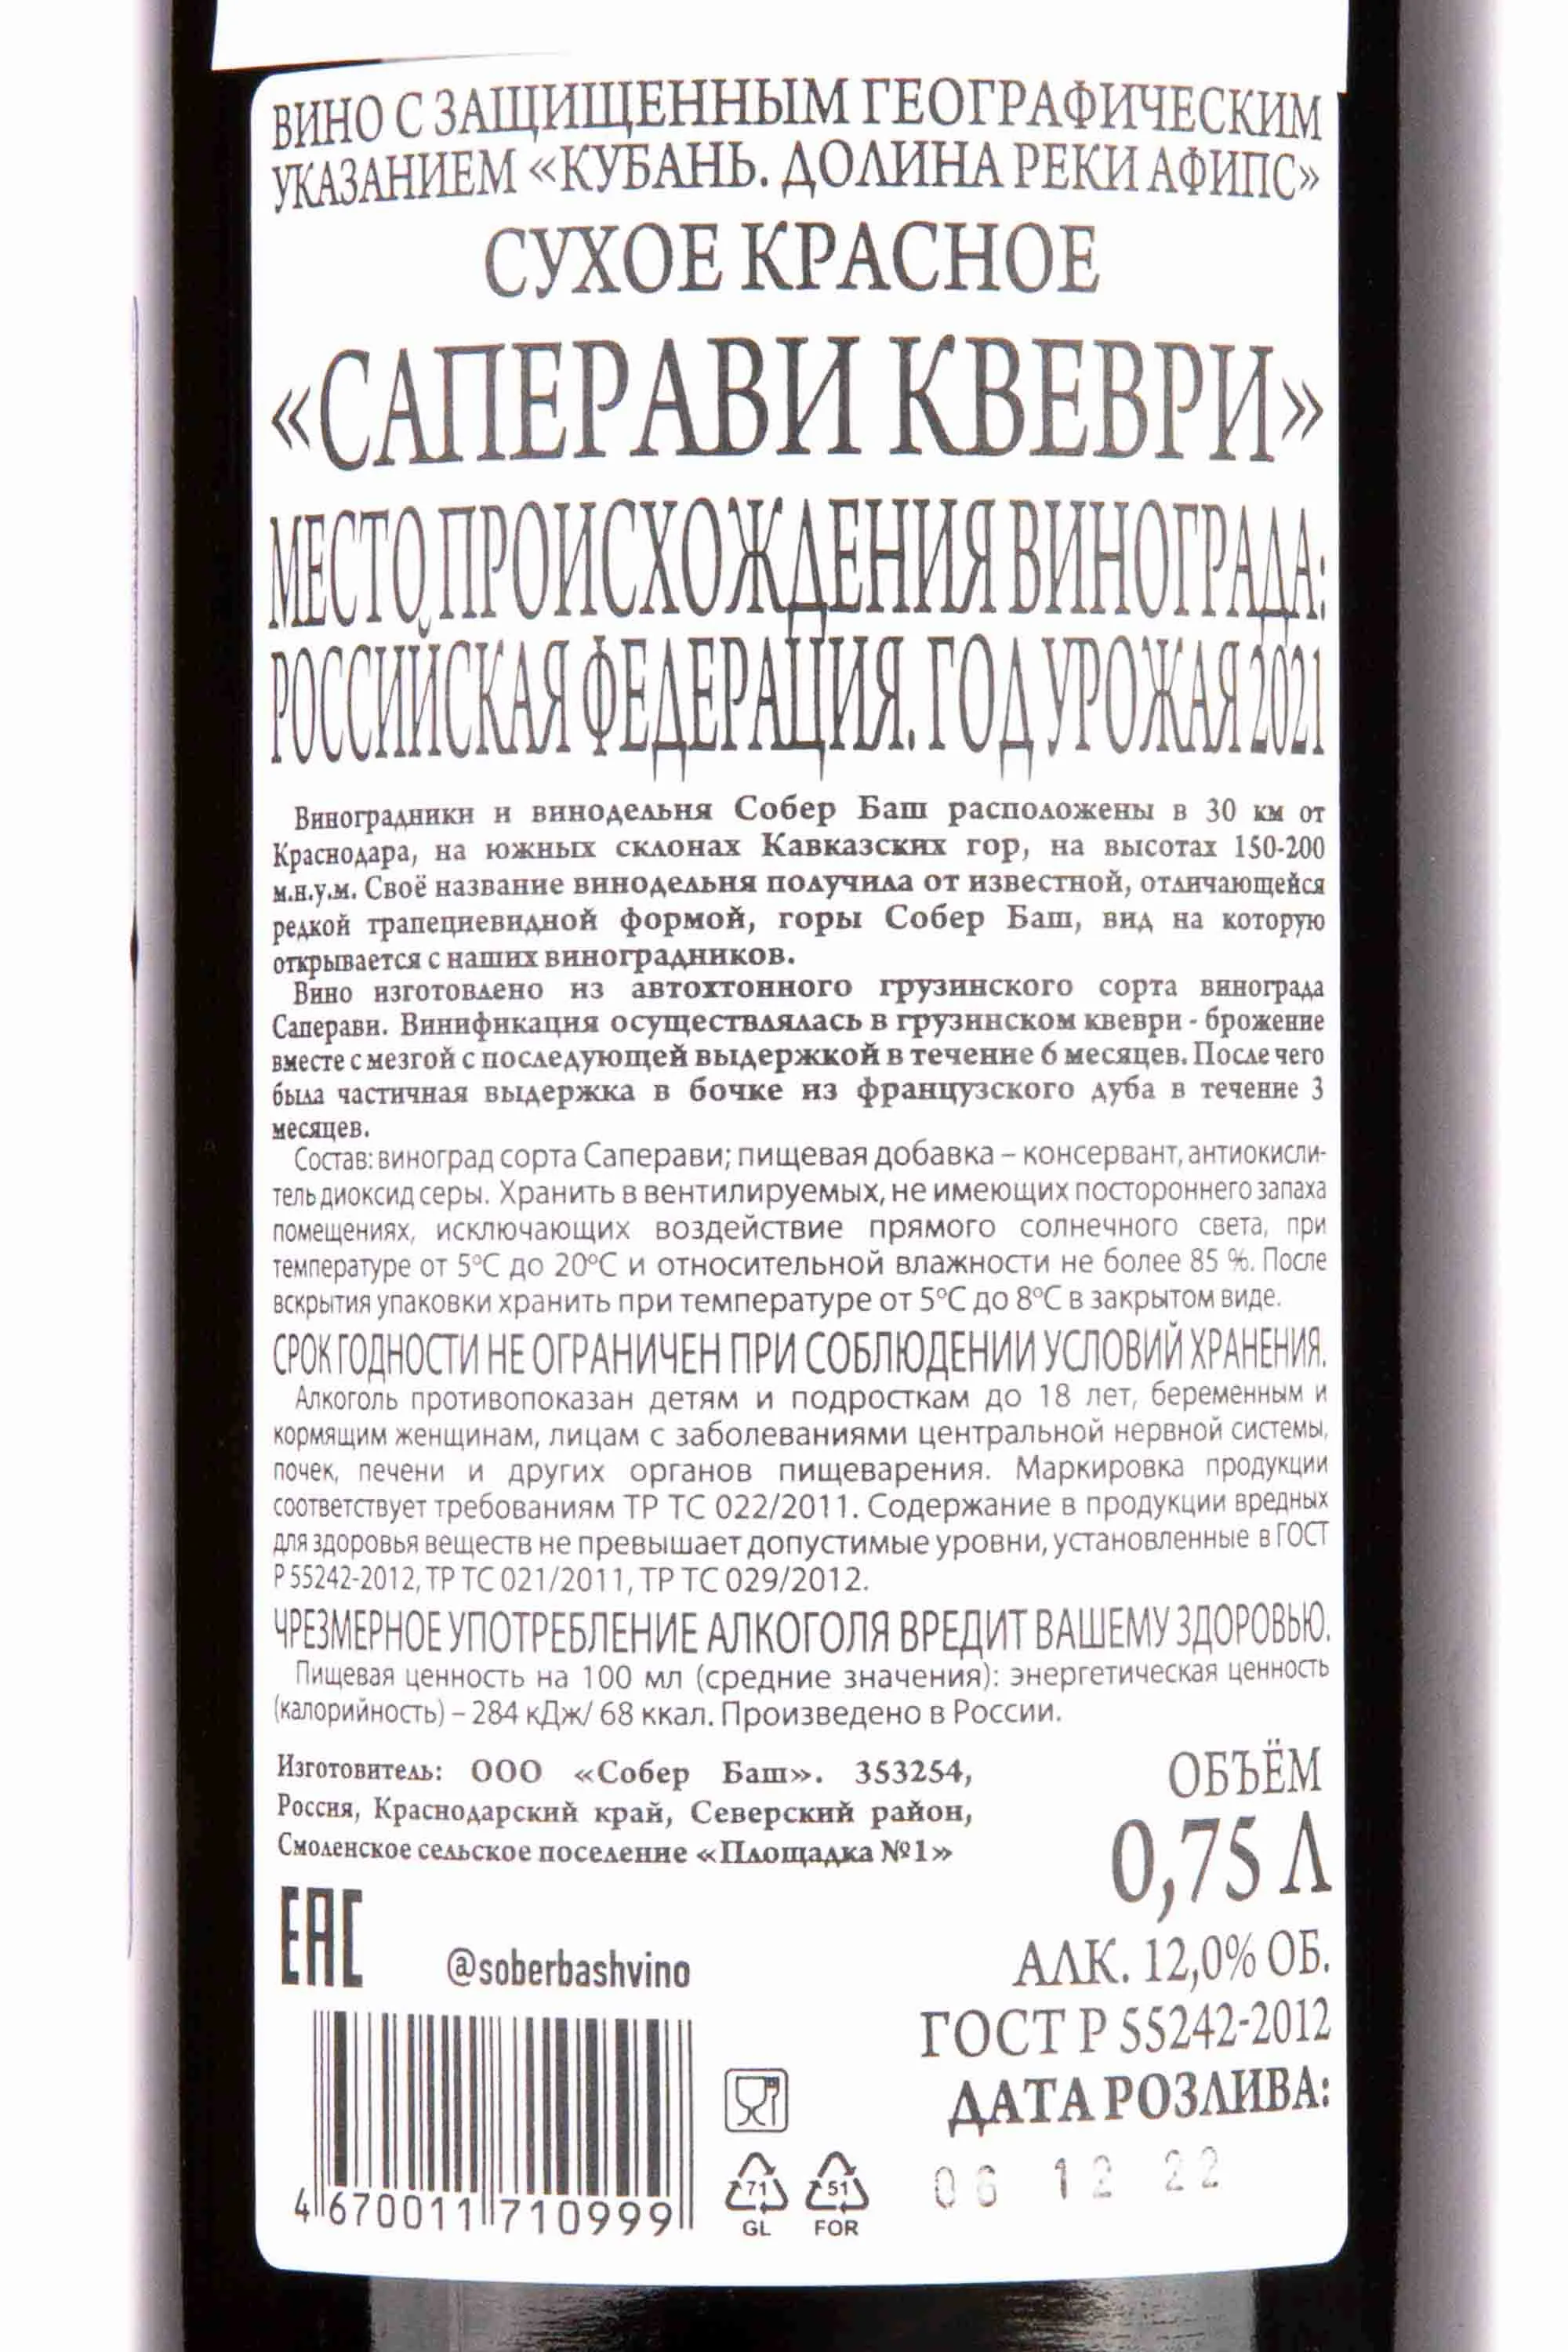 ВИНО С ЗАЩИЩЕННЫМ ГЕОГРАФИЧЕСКИМ
УКАЗАНИЕМ «КУБАНЬ. ДОЛИНА РЕКИ АФИПС»
СУХОЕ КРАСНОЕ
«САПЕРАВИ КВЕВРИ»
МЕСТО ПРОИСХОЖДЕНИЯ ВИНОГРАДА:
РОССИЙСКАЯ ФЕДЕРАЦИЯ. ГОД УРОЖАЯ 2021
Виноградники и винодельня Собер Баш расположены в 30 км от
Краснодара, на южных склонах Кавказских гор, на высотах 150-200
м.н.у.м. Своё название винодельня получила от известной, отличающейся
редкой трапециевидной формой, горы Собер Баш, вид на которую
открывается с наших виноградников.
Вино изготовлено из автохтонного грузинского сорта винограда
Саперави. Винификация осуществлялась в грузинском квеври - брожение
вместе с мезгой с последующей выдержкой в течение 6 месяцев. После чего
была частичная выдержка в бочке из французского дуба в течение 3
месяцев.
Состав: виноград сорта Саперави; пищевая добавка – консервант, антиокисли-
тель диоксид серы. Хранить в вентилируемых, не имеющих постороннего запаха
помещениях, исключающих воздействие прямого солнечного света, при
температуре от 5°C до 20°C и относительной влажности не более 85 %. После
вскрытия упаковки хранить при температуре от 5°C до 8°C в закрытом виде.
СРОК ГОДНОСТИ НЕ ОГРАНИЧЕН ПРИ СОБЛЮДЕНИИ УСЛОВИЙ ХРАНЕНИЯ.
Алкоголь противопоказан детям и подросткам до 18 лет, беременным и
кормящим женщинам, лицам с заболеваниями центральной нервной системы,
почек, печени и других органов пищеварения. Маркировка продукции
соответствует требованиям ТР ТС 022/2011. Содержание в продукции вредных
для здоровья веществ не превышает допустимые уровни, установленные в ГОСТ
Р 55242-2012, ТР ТС 021/2011, ТР ТС 029/2012.
ЧРЕЗМЕРНОЕ УПОТРЕБЛЕНИЕ АЛКОГОЛЯ ВРЕДИТ ВАШЕМУ ЗДОРОВЬЮ.
Пищевая ценность на 100 мл (средние значения): энергетическая ценность
(калорийность) – 284 кДж/ 68 ккал. Произведено в России.
Изготовитель: ООО «Собер Баш». 353254,
Россия, Краснодарский край, Северский район,
Смоленское сельское поселение «Площадка №1»
ОБЪЁМ
0,75 Л
АЛК. 12,0% ОБ.
ГОСТ Р 55242-2012
ДАТА РОЗЛИВА:
06 12 22
EAC
@soberbashvino
4 670011 710999
71
GL
51
FOR